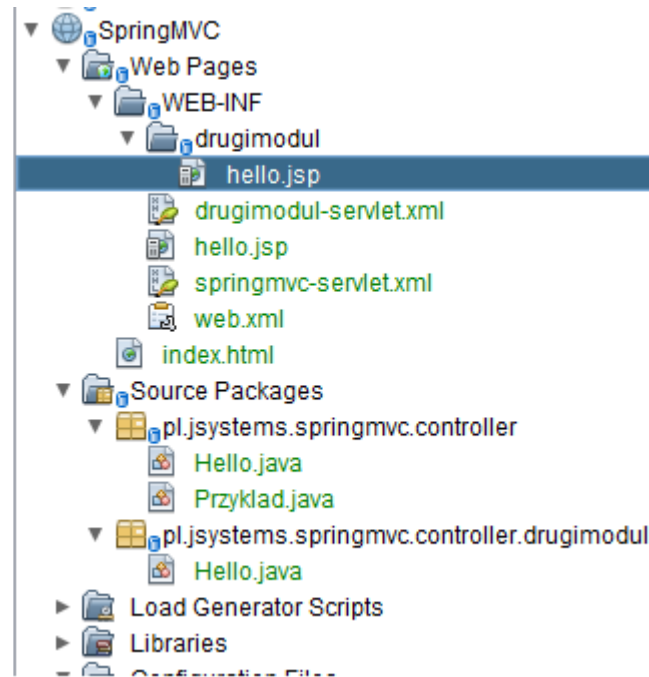 SpringMVC
Web Pages
WEB-INF
drugimodul
hello.jsp
drugimodul-servlet.xml
hello.jsp
springmvc-servlet.xml
web.xml
index.html
Source Packages
pl.jsystems.springmvc.controller
Hello.java
Przyklad.java
pl.jsystems.springmvc.controller.drugimodul
Hello.java
Load Generator Scripts
Libraries
Configuration Files